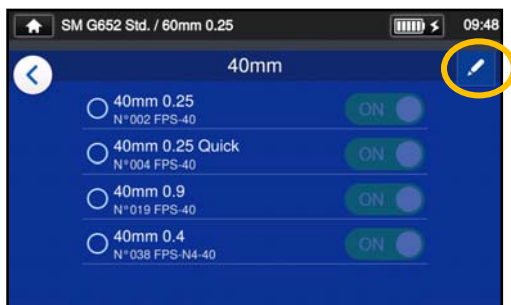 SM G652 Std. / 60mm 0.25 09:48
40mm
40mm 0.25 ON
N°002 FPS-40
40mm 0.25 Quick ON
N°004 FPS-40
40mm 0.9 ON
N°019 FPS-40
40mm 0.4 ON
N°038 FPS-N4-40